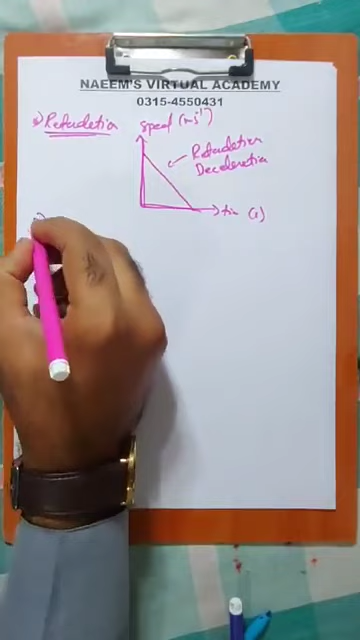 NAEEM'S VIRTUAL ACADEMY
0315-4550431
Retardation
speed (ms⁻¹)
Retardation
Deceleration
(s)